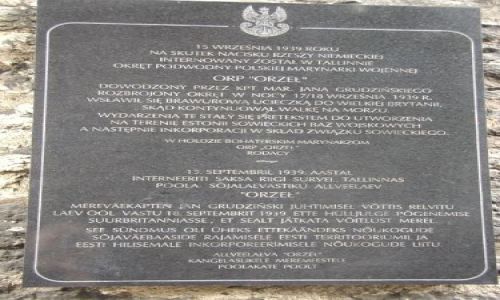 15 WRZEŚNIA 1939 ROKU
NA SKUTEK NACISKU RZESZY NIEMIECKIEJ
INTERNOWANY ZOSTAŁ W TALLINNIE
OKRĘT PODWODNY POLSKIEJ MARYNARKI WOJENNEJ
ORP "ORZEŁ"
DOWODZONY PRZEZ KPT MAR. JANA GRUDZIŃSKIEGO
ROZBROJONY OKRĘT W NOCY 17/18 WRZEŚNIA 1939 R.
WSŁAWIŁ SIĘ BRAWUROWĄ UCIECZKĄ DO WIELKIEJ BRYTANII,
SKĄD KONTYNUOWAŁ WALKĘ NA MORZU.
WYDARZENIA TE STAŁY SIĘ PRETEKSTEM DO UTWORZENIA
NA TERENIE ESTONII SOWIECKICH BAZ WOJSKOWYCH
A NASTĘPNIE INKORPORACJI W SKŁAD ZWIĄZKU SOWIECKIEGO.
W HOŁDZIE BOHATERSKIM MARYNARZOM
ORP "ORZEŁ"
RODACY
15. SEPTEMBRIL 1939. AASTAL
INTERNEERITI SAKSA RIIGI SURVEL TALLINNAS
POOLA SÕJALAEVASTIKU ALLVEELAEV
"ORZEŁ"
MEREVÄEKAPTEN JAN GRUDZIŃSKI JUHTIMISEL VÕTTIS RELVITU
LAEV ÖÖL VASTU 18. SEPTEMBRIT 1939 ETTE HULLJULGE PÕGENEMISE
SUURBRITANNIASSE, ET SEALT JÄTKATA VÕITLUST MEREL.
SEE SÜNDMUS OLI ÜHEKS ETTEKÄÄNDEKS NÕUKOGUDE
SÕJAVÄEBAASIDE RAJAMISELE EESTI TERRITOORIUMIL JA
EESTI HILISEMALE INKORPOREERIMISELE NÕUKOGUDE LIITU
ALLVEELAEVA "ORZEŁ"
KANGELASLIKELE MEREMEESTELE
POOLAKATE POOLT